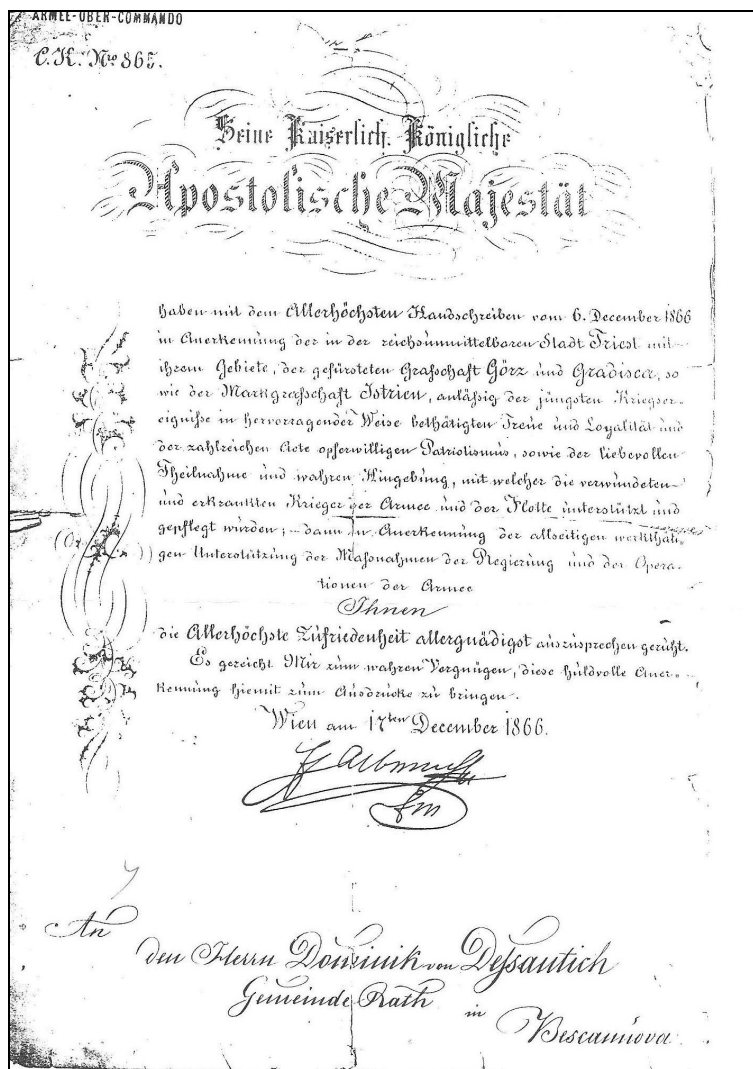 ARMEE-OBER-COMMANDO
C.K. No 865.
Seine Kaiserlich. Königliche
Apostolische Majestät
haben mit dem Allerhöchsten Handschreiben vom 6. December 1866
in Anerkennung der in der reichsunmittelbaren Stadt Triest mit
ihrem Gebiete, der gefürsteten Grafschaft Görz und Gradisca, so
wie der Markgrafschaft Istrien, anläßig der jüngsten Kriegser-
eigniße in hervorragender Weise bethätigten Treue und Loyalität und
der zahlreichen Acte opferwilligen Patriotismus, sowie der liebevollen
Theilnahme und wahren Hingebung, mit welcher die verwundeten
und erkrankten Krieger der Armee und der Flotte unterstützt und
gepflegt wurden; dann in Anerkennung der allseitigen werkthäti-
gen Unterstützung der Maßnahmen der Regierung und der Opera-
tionen der Armee
Ihnen
die Allerhöchste Zufriedenheit allergnädigst auszusprechen geruht.
Es gereicht Mir zum wahren Vergnügen, diese huldvolle Aner-
kennung hiemit zum Ausdrucke zu bringen.
Wien am 17ten December 1866.
An
den Herrn Dominik von Deßantich
Gemeinde Rath
in
Bescanuova